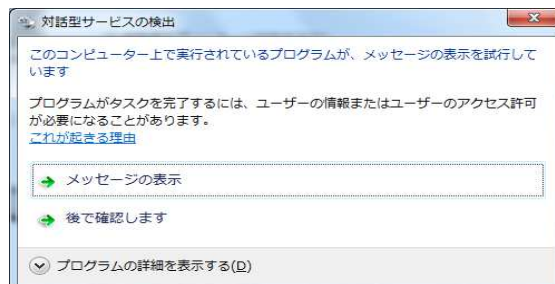 対話型サービスの検出
このコンピューター上で実行されているプログラムが、メッセージの表示を試行して
います
プログラムがタスクを完了するには、ユーザーの情報またはユーザーのアクセス許可
が必要になることがあります。
これが起きる理由
メッセージの表示
後で確認します
プログラムの詳細を表示する(D)